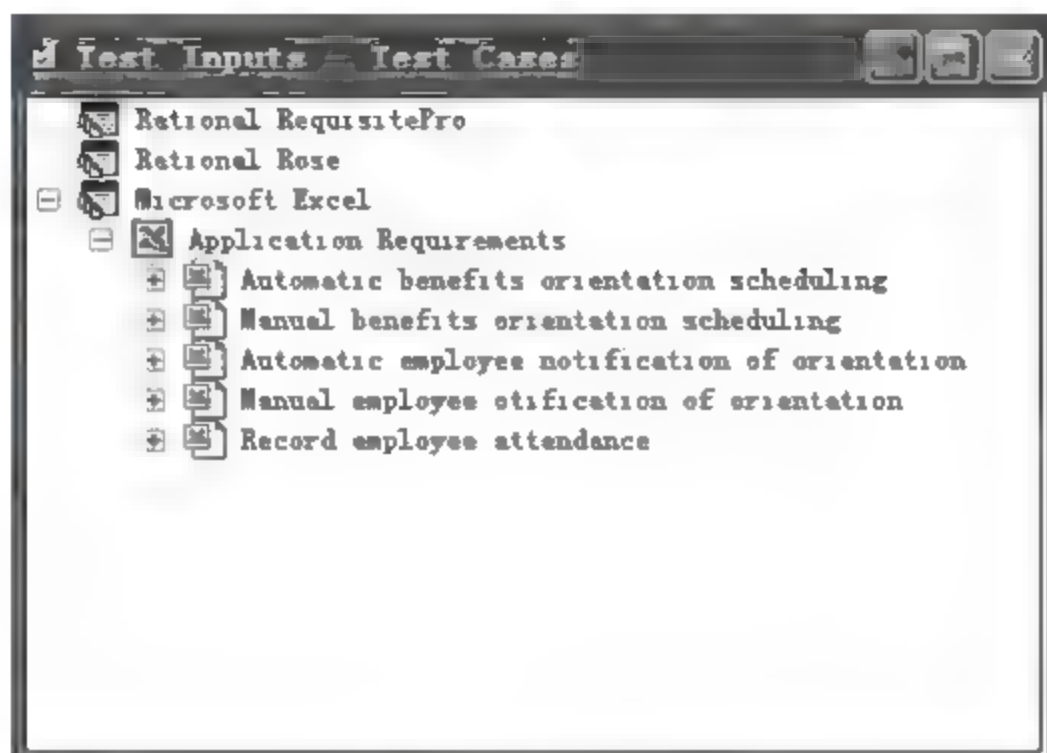 Test Inputs - Test Cases
Rational RequisitePro
Rational Rose
Microsoft Excel
Application Requirements
Automatic benefits orientation scheduling
Manual benefits orientation scheduling
Automatic employee notification of orientation
Manual employee otification of orientation
Record employee attendance